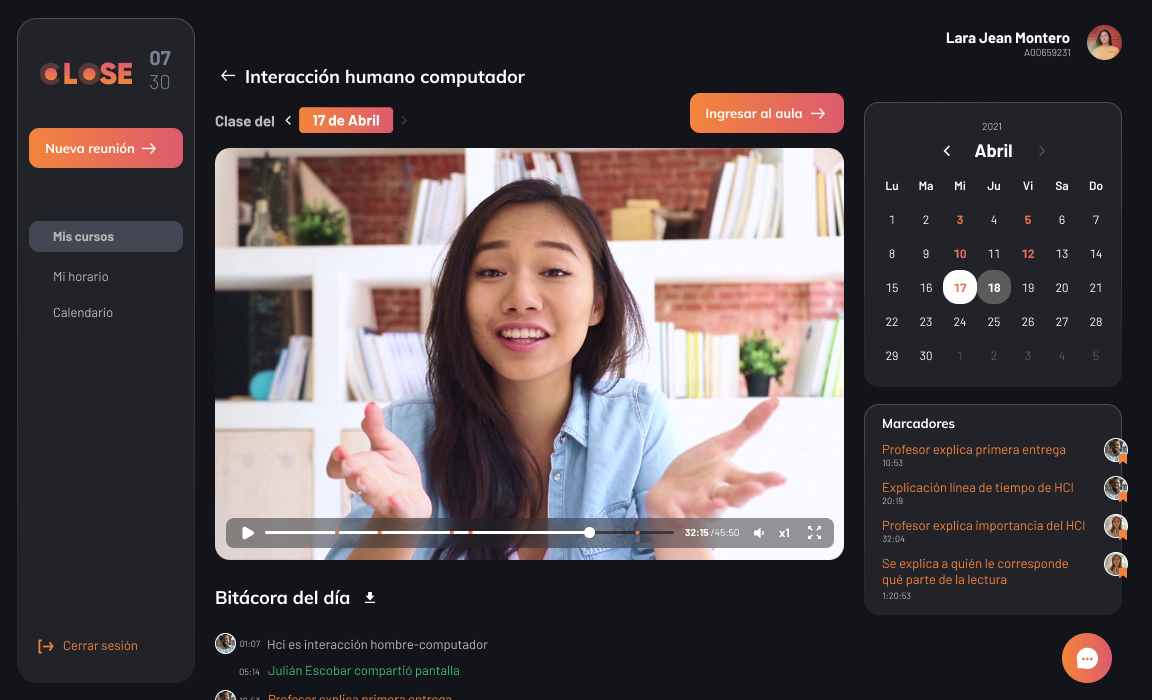 CLOSE
07
30
Nueva reunión
Mis cursos
Mi horario
Calendario
Cerrar sesión
Interacción humano computador
Clase del
17 de Abril
Ingresar al aula
32:15 /45:50
x1
Bitácora del día
01:07 Hci es interacción hombre-computador
05:14 Julián Escobar compartió pantalla
10:53 Profesor explica primera entrega
Lara Jean Montero
A00659231
2021
Abril
Lu Ma Mi Ju Vi Sa Do
1 2 3 4 5 6 7
8 9 10 11 12 13 14
15 16 17 18 19 20 21
22 23 24 25 26 27 28
29 30 1 2 3 4 5
Marcadores
Profesor explica primera entrega
10:53
Explicación línea de tiempo de HCI
20:19
Profesor explica importancia del HCI
32:04
Se explica a quién le corresponde
qué parte de la lectura
1:20:53